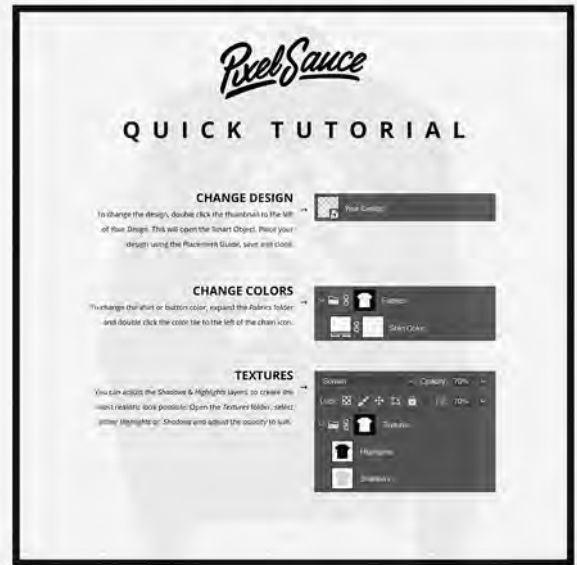 PixelSauce
QUICK TUTORIAL
CHANGE DESIGN
To change the design, double click the thumbnail to the left
of Your Design. This will open the Smart Object. Place your
design using the Placement Guide, save and close.
→
Your Design
CHANGE COLORS
To change the shirt or button color, expand the Fabrics folder
and double click the color tile to the left of the chain icon.
→
Fabrics
Shirt Color
TEXTURES
You can adjust the Shadows & Highlights layers, to create the
most realistic look possible. Open the Textures folder, select
either Highlights or Shadows and adjust the opacity to suit.
→
Screen Opacity: 70%
Lock: Fill: 70%
Textures
Highlights
Shadows